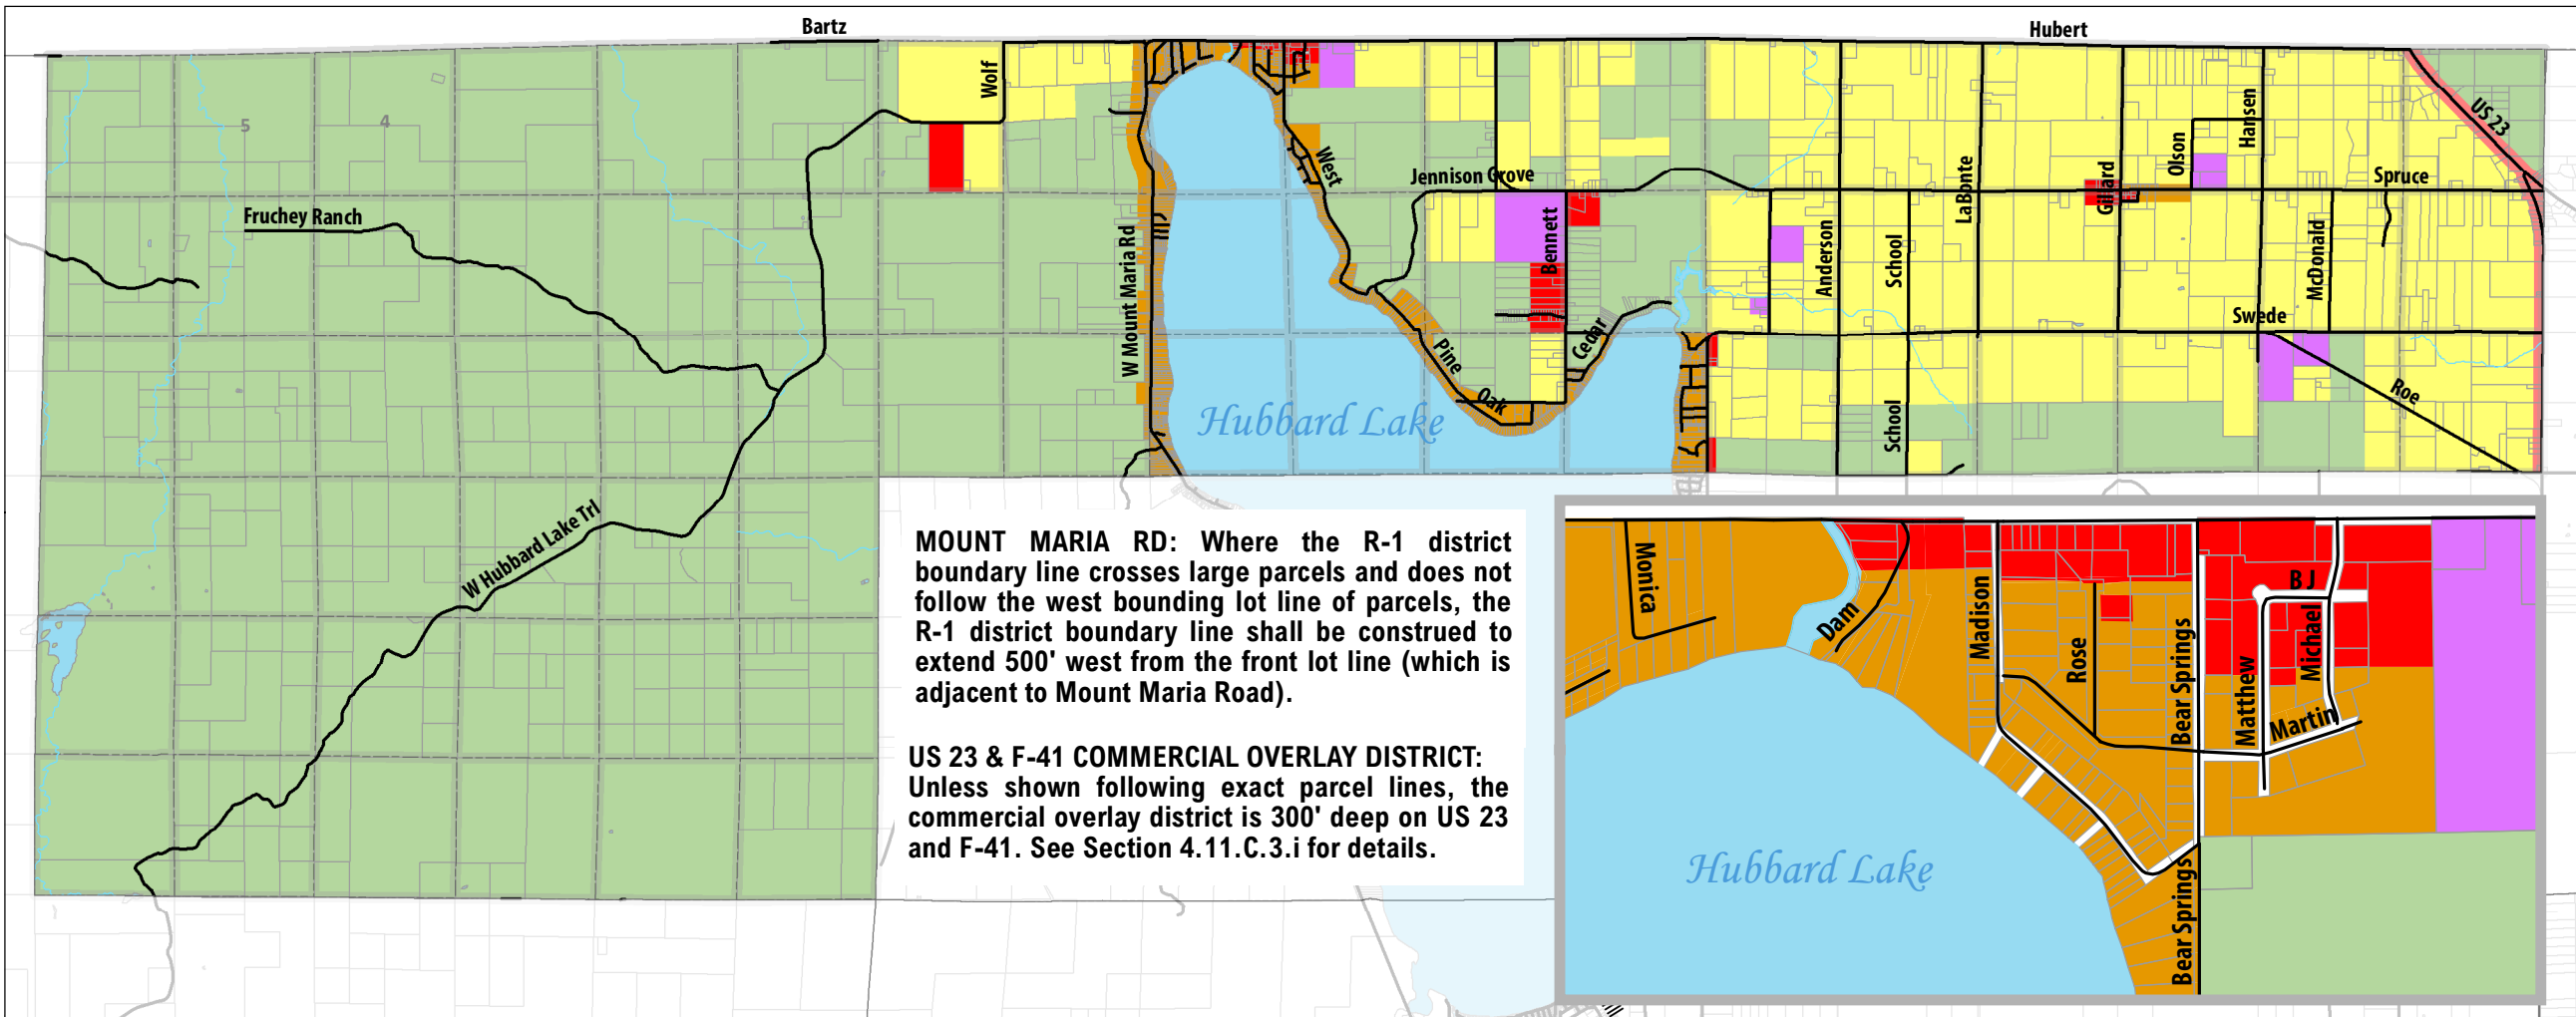 Bartz
Hubert
Wolf
5
4
US 23
Hansen
Olson
West
LaBonte
Gillard
Jennison Grove
Spruce
Fruchey Ranch
Bennett
W Mount Maria Rd
Anderson
School
McDonald
Swede
Cedar
Pine
Oak
Roe
School
Hubbard Lake
W Hubbard Lake Trl
MOUNT MARIA RD: Where the R-1 district
boundary line crosses large parcels and does not
follow the west bounding lot line of parcels, the
R-1 district boundary line shall be construed to
extend 500' west from the front lot line (which is
adjacent to Mount Maria Road).
US 23 & F-41 COMMERCIAL OVERLAY DISTRICT:
Unless shown following exact parcel lines, the
commercial overlay district is 300' deep on US 23
and F-41. See Section 4.11.C.3.i for details.
Monica
Dam
Madison
Rose
Bear Springs
BJ
Michael
Matthew
Martin
Hubbard Lake
Bear Springs